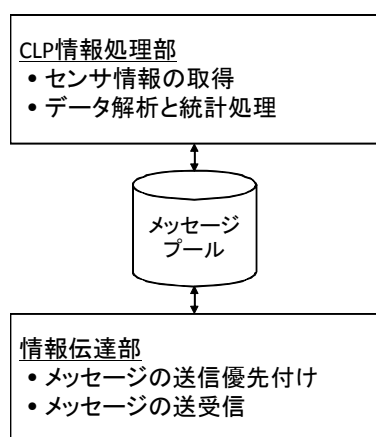 CLP情報処理部
• センサ情報の取得
• データ解析と統計処理
メッセージ
プール
情報伝達部
• メッセージの送信優先付け
• メッセージの送受信